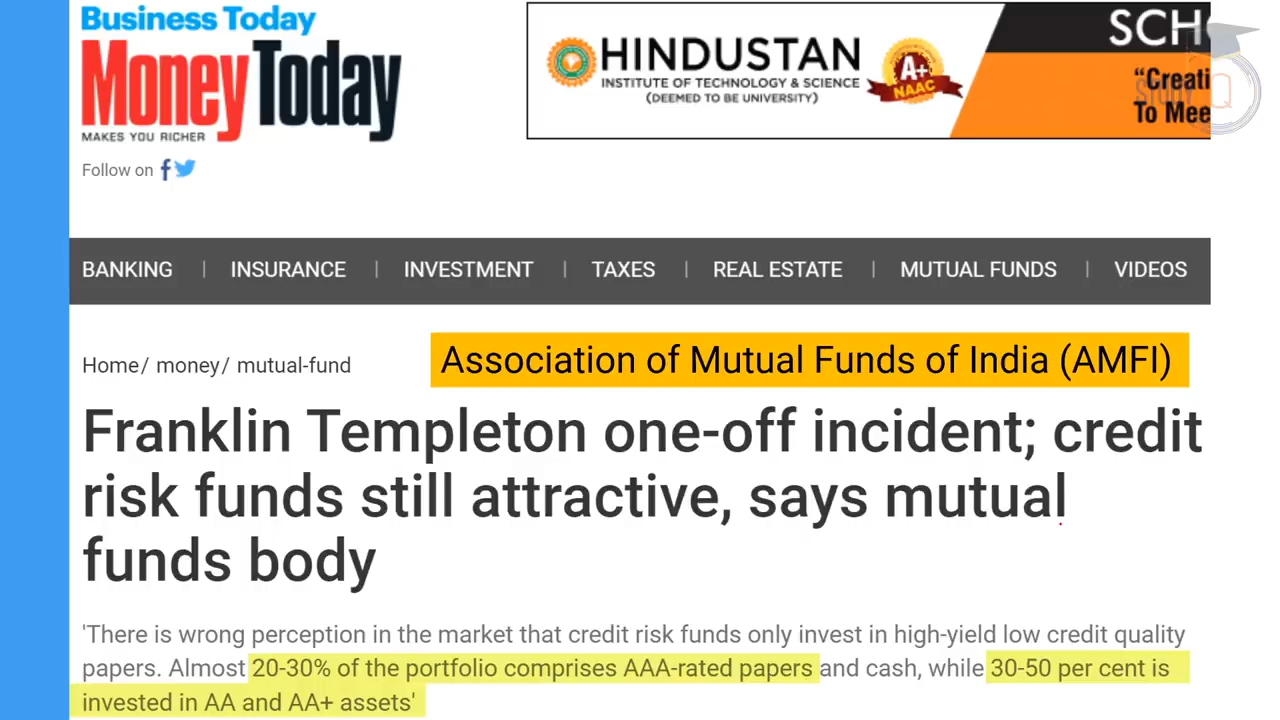 Business Today
MoneyToday
MAKES YOU RICHER
Follow on
HINDUSTAN
INSTITUTE OF TECHNOLOGY & SCIENCE
(DEEMED TO BE UNIVERSITY)
A+
NAAC
SCH
“Creati
To Mee
study Q
BANKING | INSURANCE | INVESTMENT | TAXES | REAL ESTATE | MUTUAL FUNDS | VIDEOS
Home/ money/ mutual-fund
Association of Mutual Funds of India (AMFI)
Franklin Templeton one-off incident; credit
risk funds still attractive, says mutual
funds body
'There is wrong perception in the market that credit risk funds only invest in high-yield low credit quality
papers. Almost 20-30% of the portfolio comprises AAA-rated papers and cash, while 30-50 per cent is
invested in AA and AA+ assets'